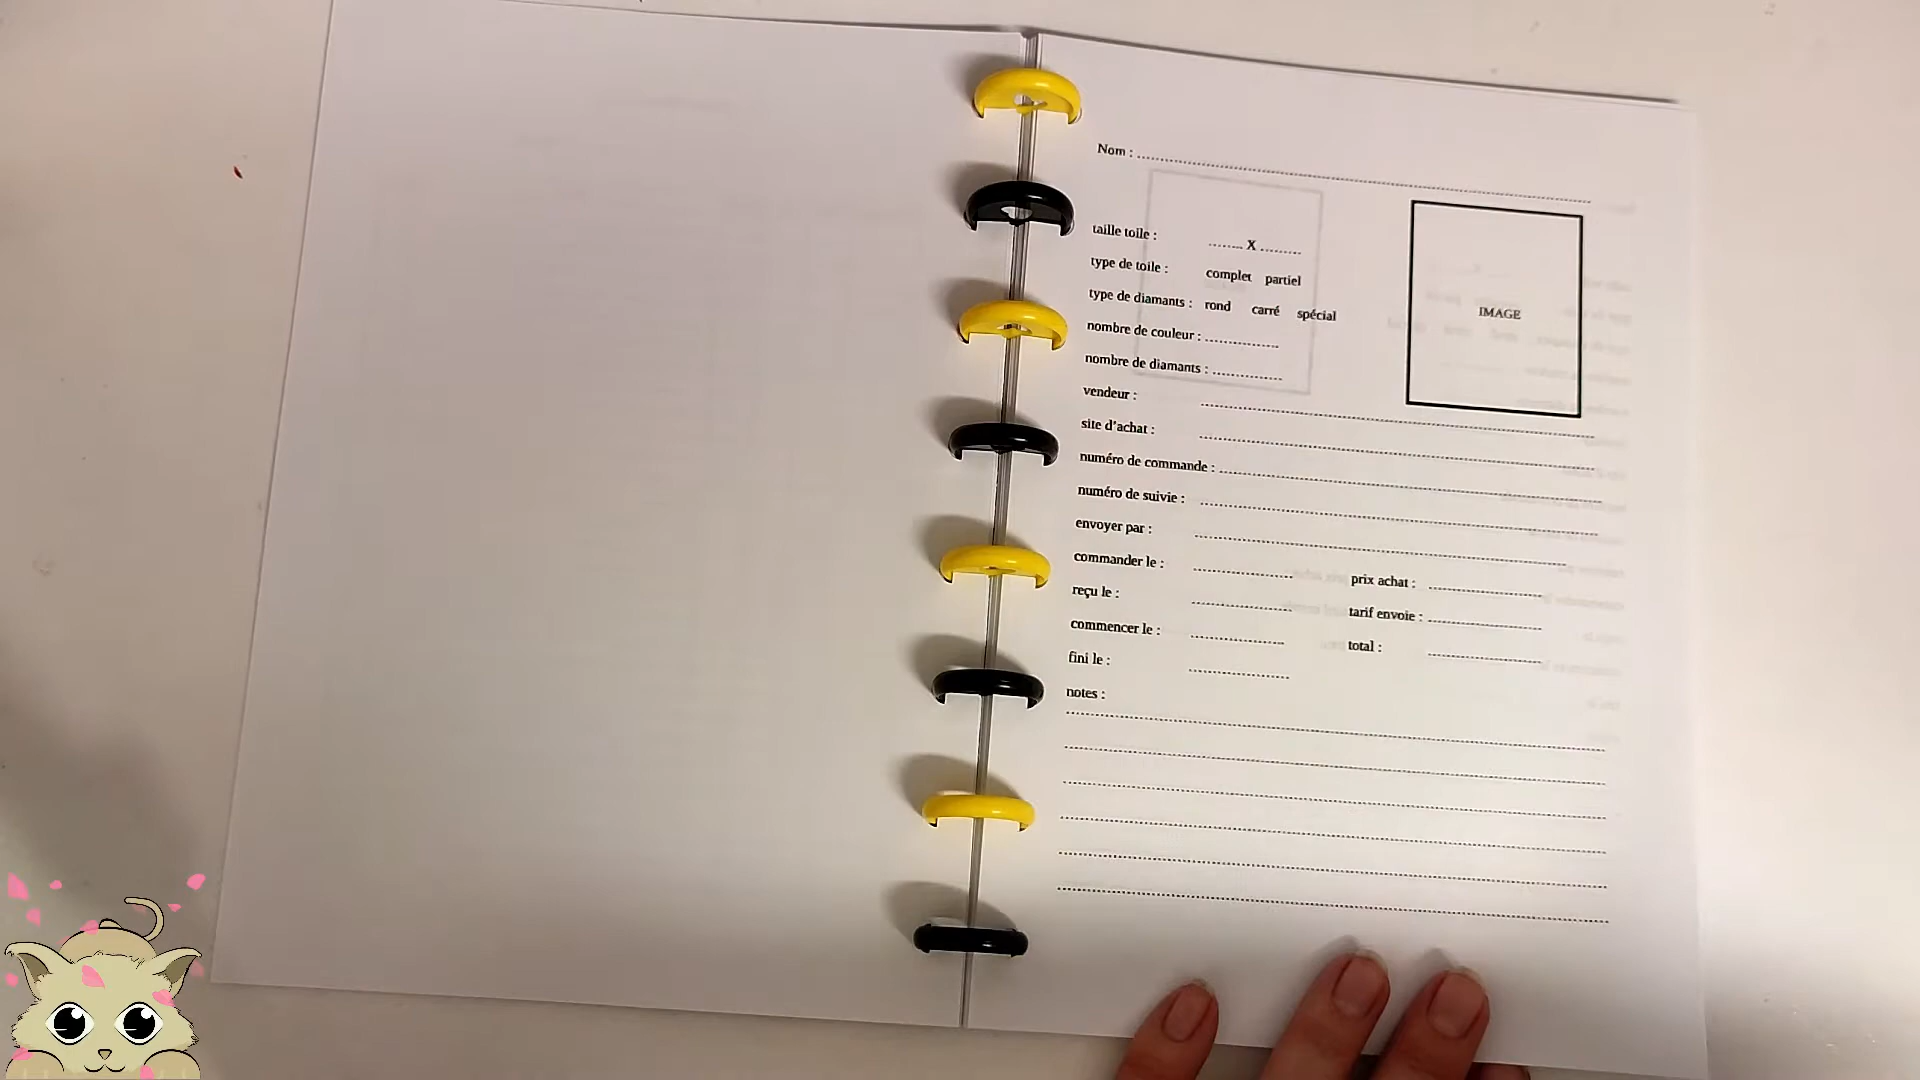 Nom : ........................................
taille toile : ........ X .........
type de toile : complet partiel
type de diamants : rond carré spécial
IMAGE
nombre de couleur : ................
nombre de diamants : ...............
vendeur : ........................................
site d'achat : ........................................
numéro de commande : ........................................
numéro de suivie : ........................................
envoyer par : ........................................
commander le : ...................... prix achat : ......................
reçu le : ...................... tarif envoie : ......................
commencer le : ...................... total : ......................
fini le : ......................
notes :